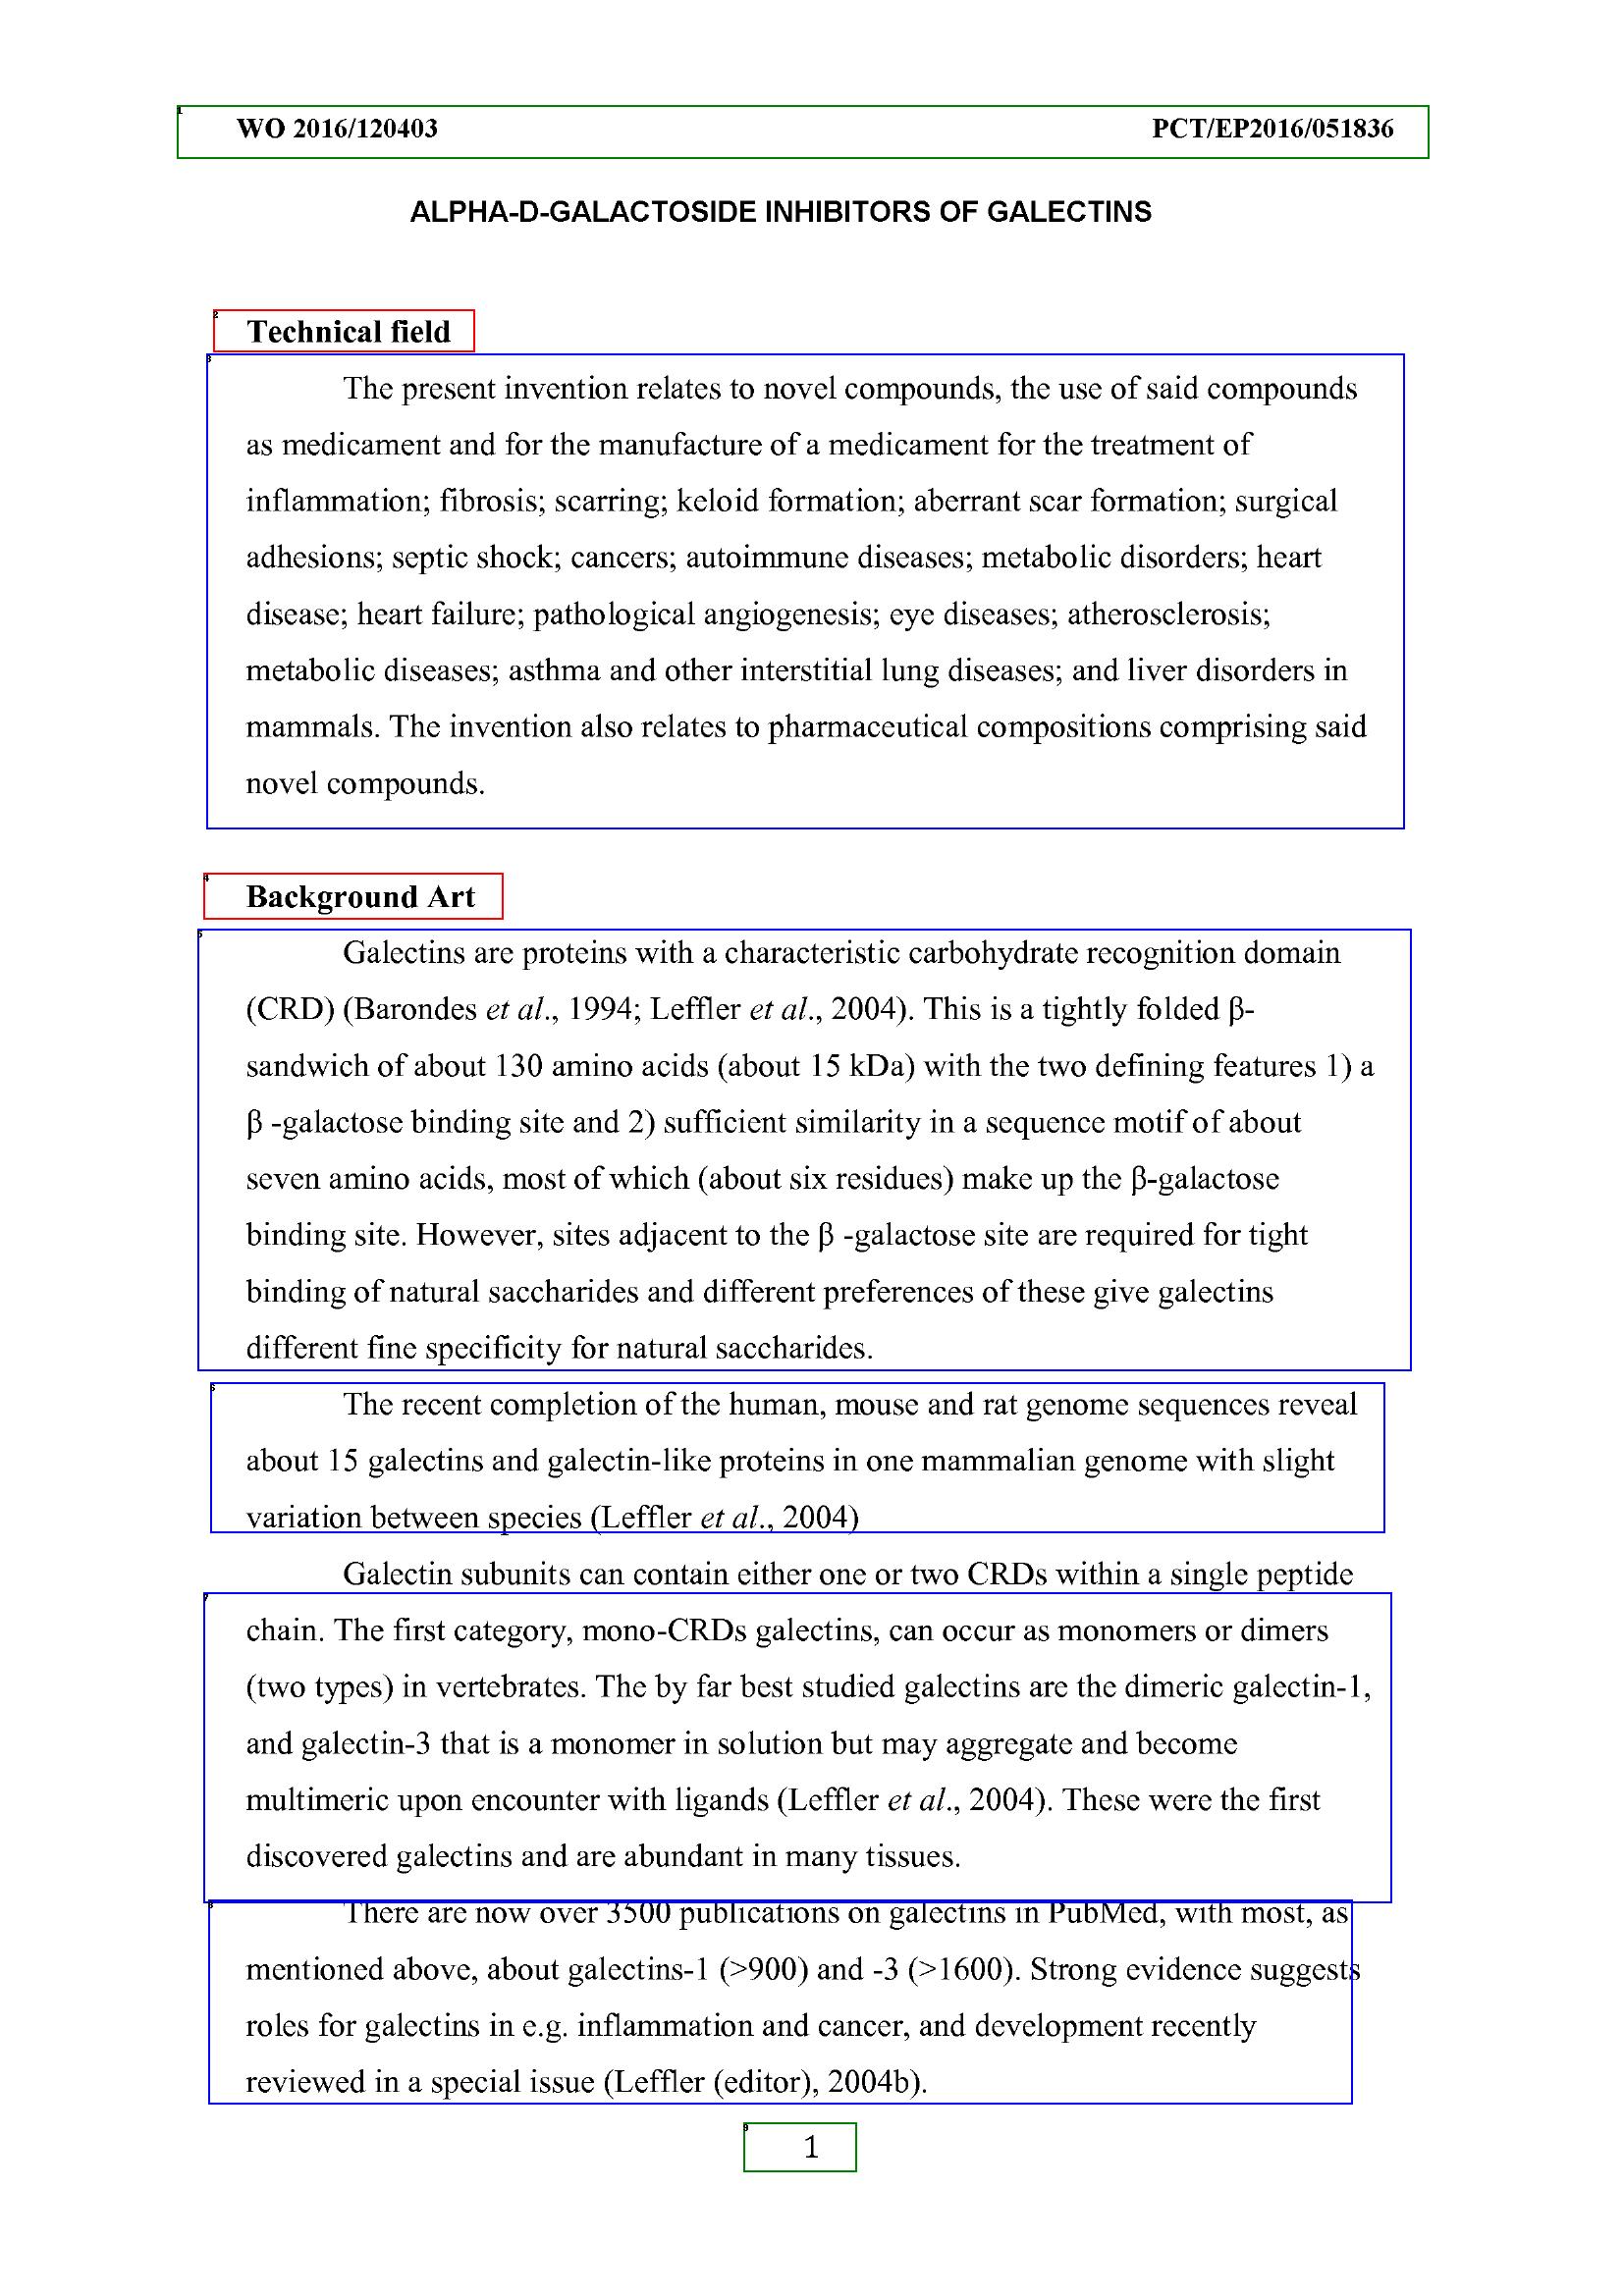 WO 2016/120403 PCT/EP2016/051836
ALPHA-D-GALACTOSIDE INHIBITORS OF GALECTINS
2
Technical field
3
The present invention relates to novel compounds, the use of said compounds
as medicament and for the manufacture of a medicament for the treatment of
inflammation; fibrosis; scarring; keloid formation; aberrant scar formation; surgical
adhesions; septic shock; cancers; autoimmune diseases; metabolic disorders; heart
disease; heart failure; pathological angiogenesis; eye diseases; atherosclerosis;
metabolic diseases; asthma and other interstitial lung diseases; and liver disorders in
mammals. The invention also relates to pharmaceutical compositions comprising said
novel compounds.
4
Background Art
5
Galectins are proteins with a characteristic carbohydrate recognition domain
(CRD) (Barondes et al., 1994; Leffler et al., 2004). This is a tightly folded β-
sandwich of about 130 amino acids (about 15 kDa) with the two defining features 1) a
β -galactose binding site and 2) sufficient similarity in a sequence motif of about
seven amino acids, most of which (about six residues) make up the β-galactose
binding site. However, sites adjacent to the β -galactose site are required for tight
binding of natural saccharides and different preferences of these give galectins
different fine specificity for natural saccharides.
6
The recent completion of the human, mouse and rat genome sequences reveal
about 15 galectins and galectin-like proteins in one mammalian genome with slight
variation between species (Leffler et al., 2004)
Galectin subunits can contain either one or two CRDs within a single peptide
7
chain. The first category, mono-CRDs galectins, can occur as monomers or dimers
(two types) in vertebrates. The by far best studied galectins are the dimeric galectin-1,
and galectin-3 that is a monomer in solution but may aggregate and become
multimeric upon encounter with ligands (Leffler et al., 2004). These were the first
discovered galectins and are abundant in many tissues.
8
There are now over 3500 publications on galectins in PubMed, with most, as
mentioned above, about galectins-1 (>900) and -3 (>1600). Strong evidence suggests
roles for galectins in e.g. inflammation and cancer, and development recently
reviewed in a special issue (Leffler (editor), 2004b).
9
1